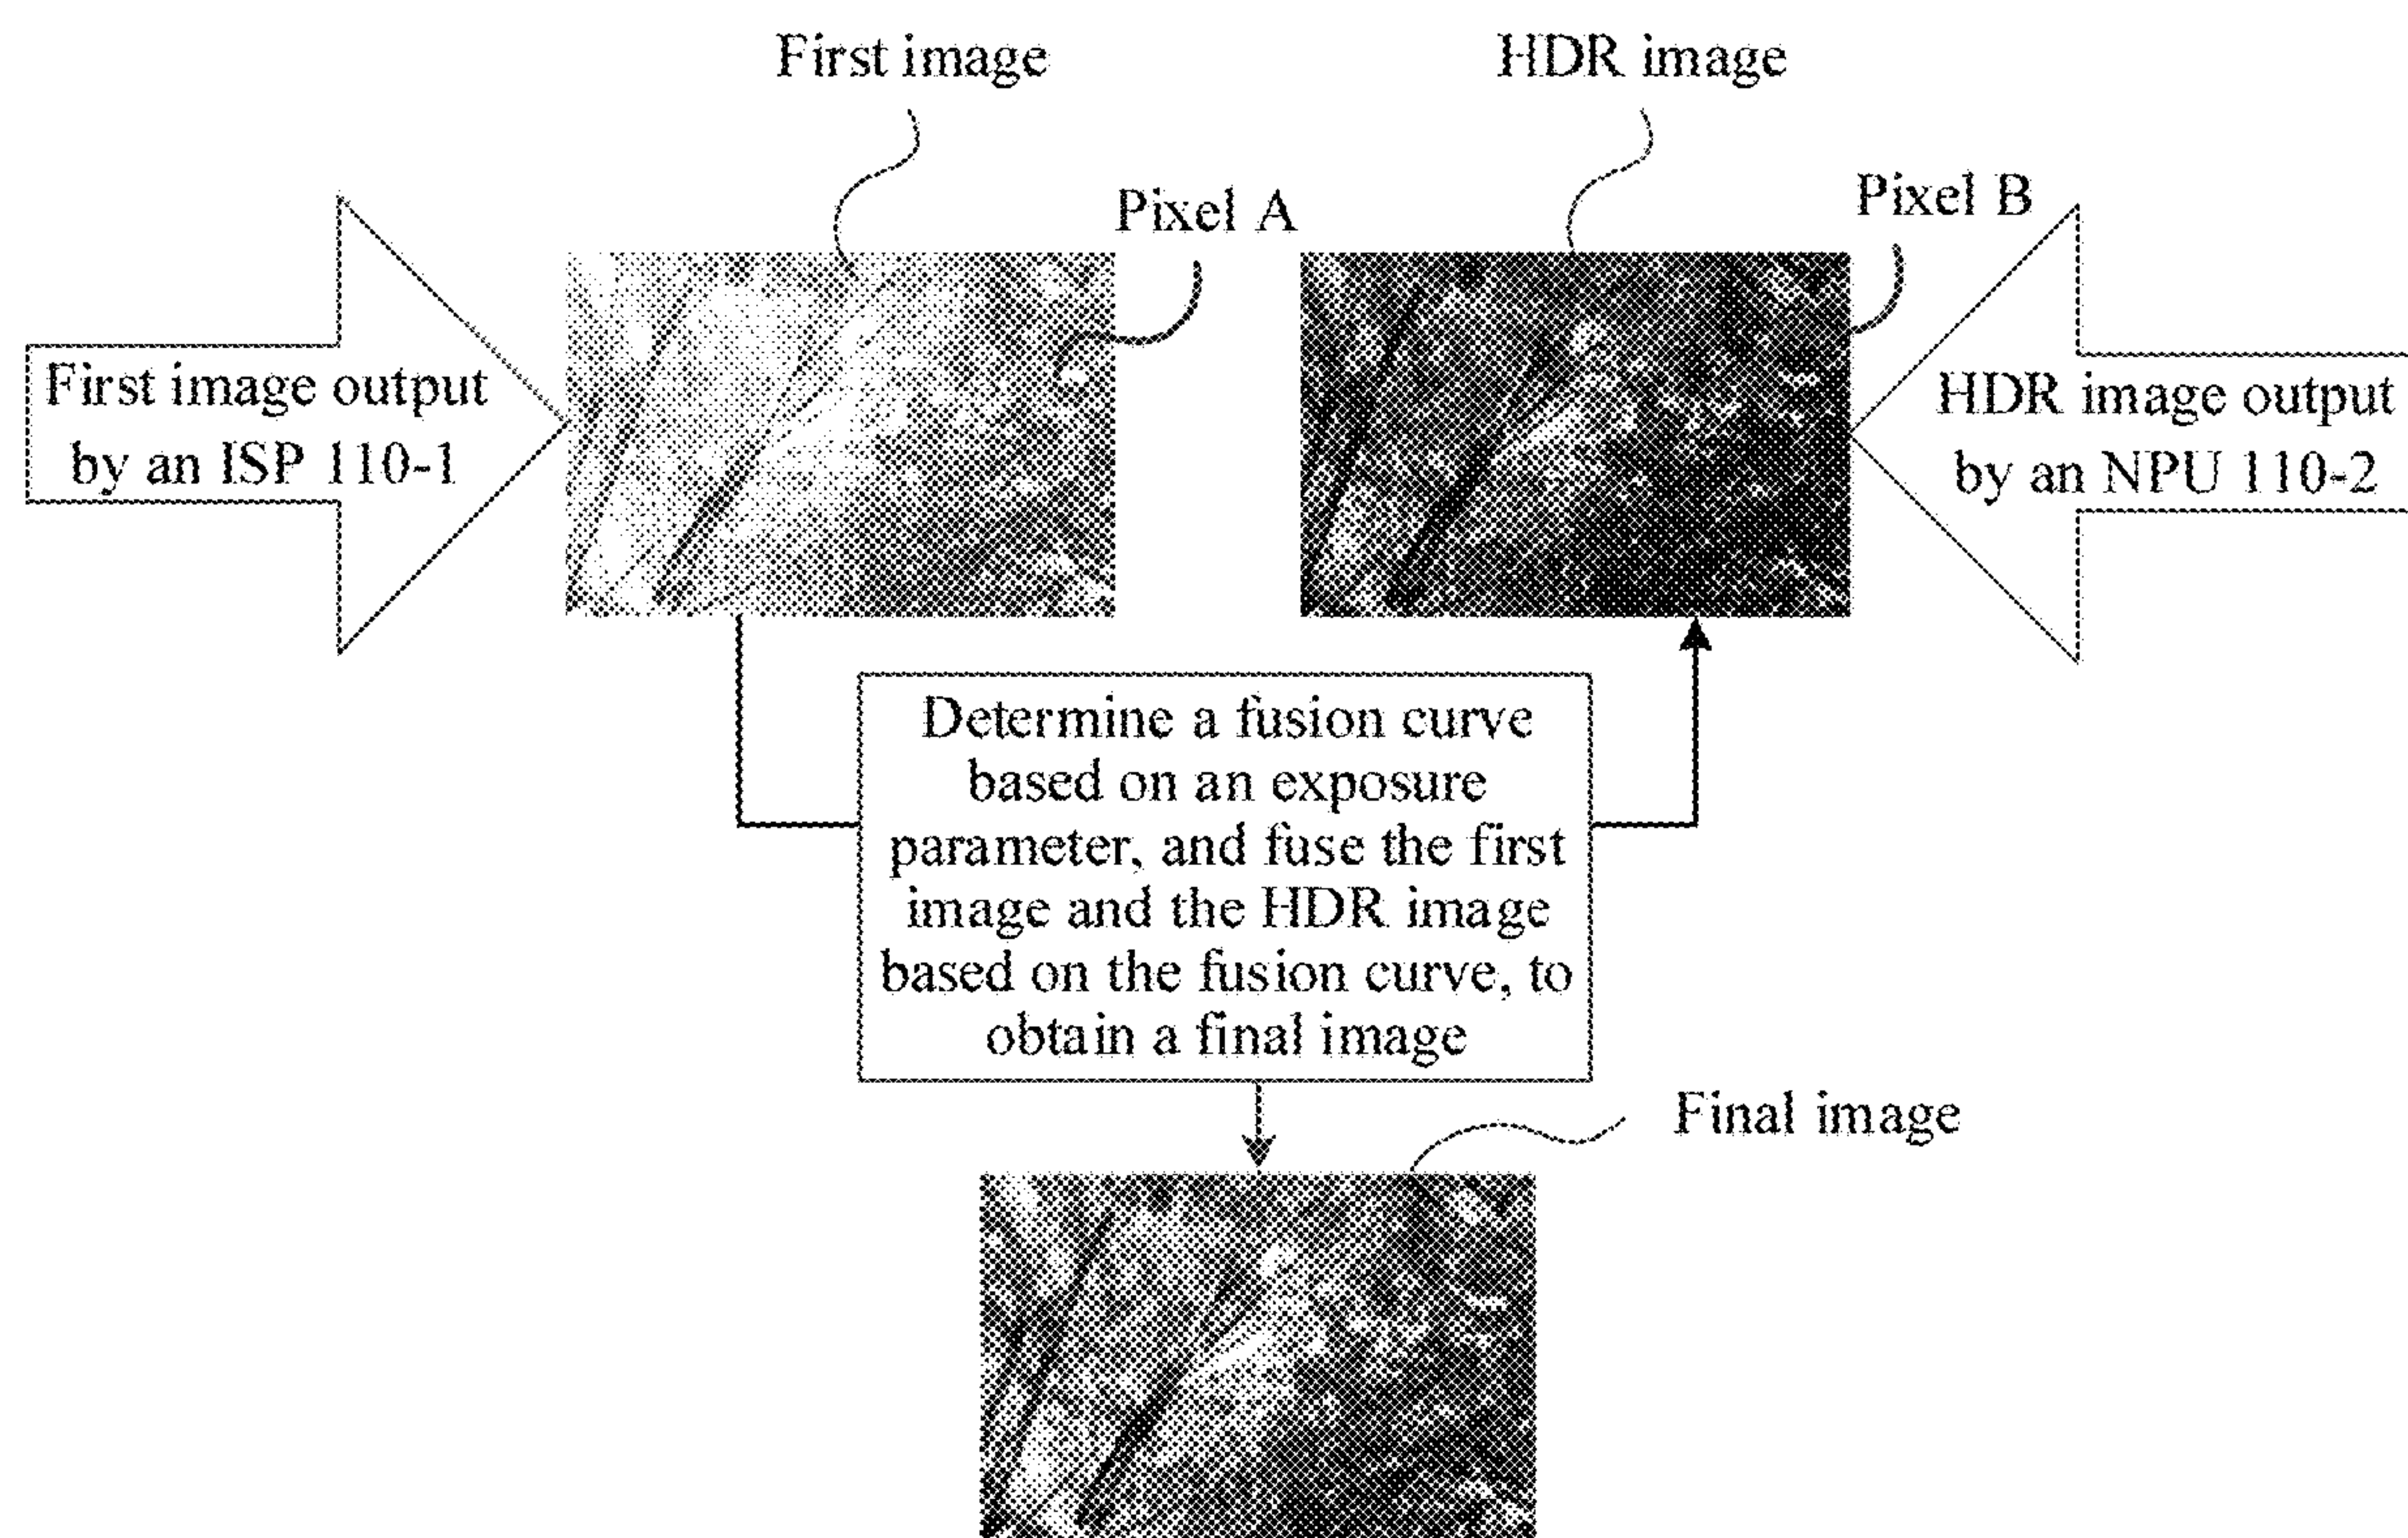 First image
HDR image
Pixel A
Pixel B
First image output
by an ISP 110-1
HDR image output
by an NPU 110-2
Determine a fusion curve
based on an exposure
parameter, and fuse the first
image and the HDR image
based on the fusion curve, to
obtain a final image
Final image